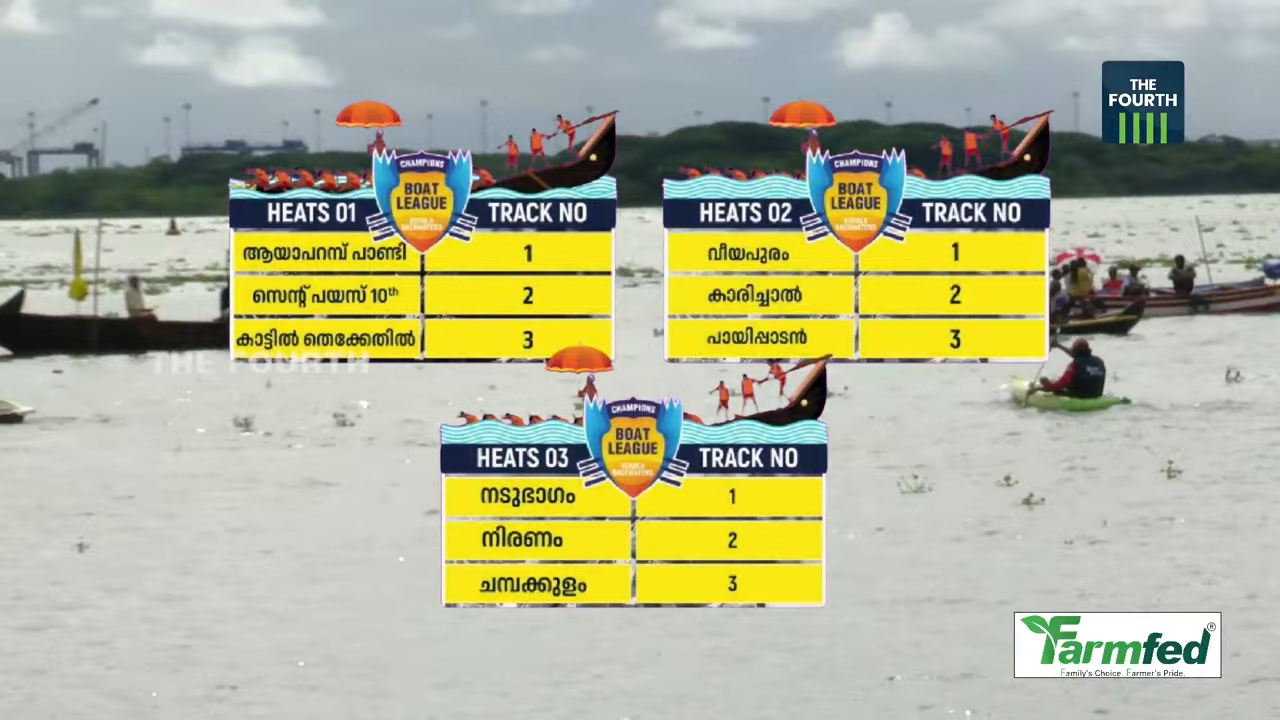 THE
FOURTH
CHAMPIONS
BOAT
LEAGUE
HEATS 01 TRACK NO
ആയാപറമ്പ് പാണ്ടി 1
സെന്റ് പയസ് 10th 2
കാട്ടിൽ തെക്കേതിൽ 3
THE FOURTH
CHAMPIONS
BOAT
LEAGUE
HEATS 02 TRACK NO
വീയപുരം 1
കാരിച്ചാൽ 2
പായിപ്പാടൻ 3
CHAMPIONS
BOAT
LEAGUE
HEATS 03 TRACK NO
നടുഭാഗം 1
നിരണം 2
ചമ്പക്കുളം 3
Farmfed®
Family's Choice. Farmer's Pride.